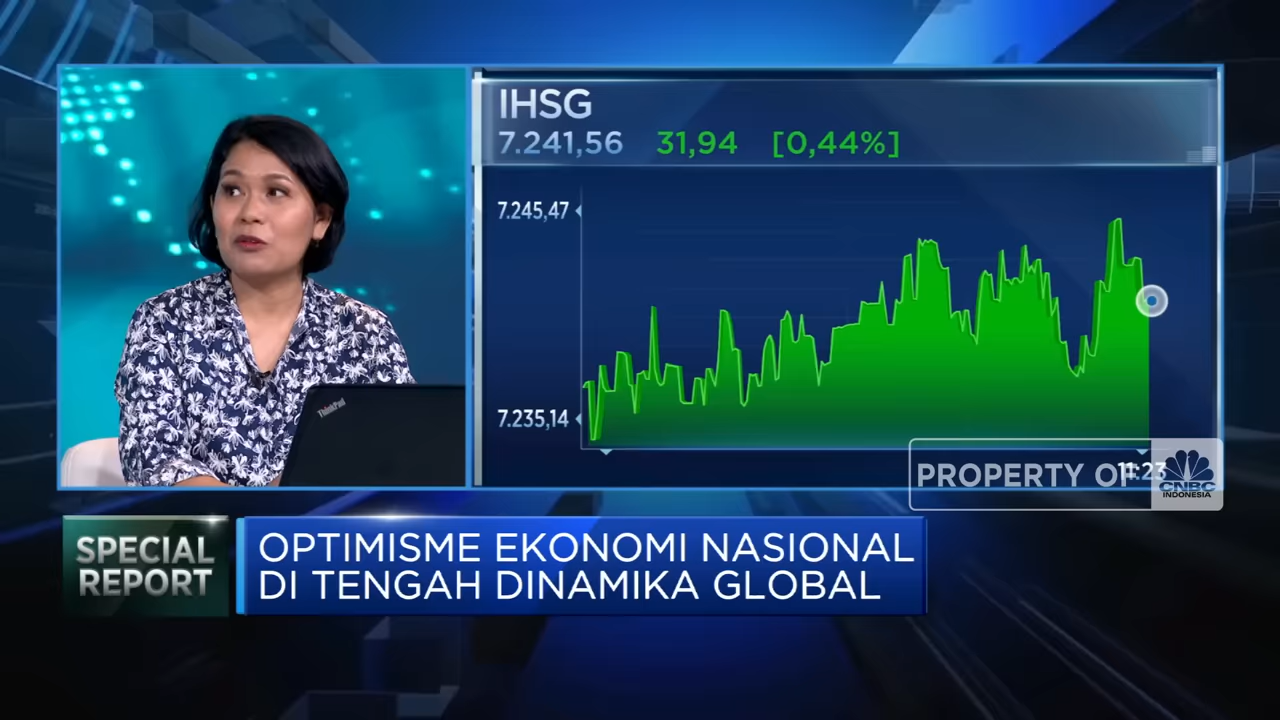 IHSG
7.241,56 31,94 [0,44%]
7.245,47
7.235,14
ThinkPad
PROPERTY OF
11:23
CNBC
INDONESIA
SPECIAL
REPORT
OPTIMISME EKONOMI NASIONAL
DI TENGAH DINAMIKA GLOBAL